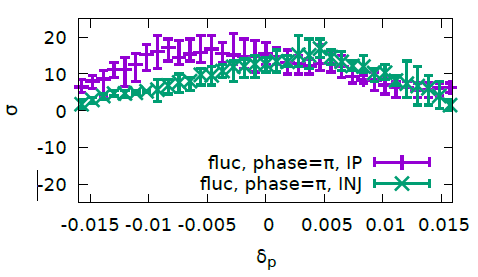 20
10
0
-10
-20
σ
fluc, phase=π, IP
fluc, phase=π, INJ
-0.015 -0.01 -0.005 0 0.005 0.01 0.015
δp